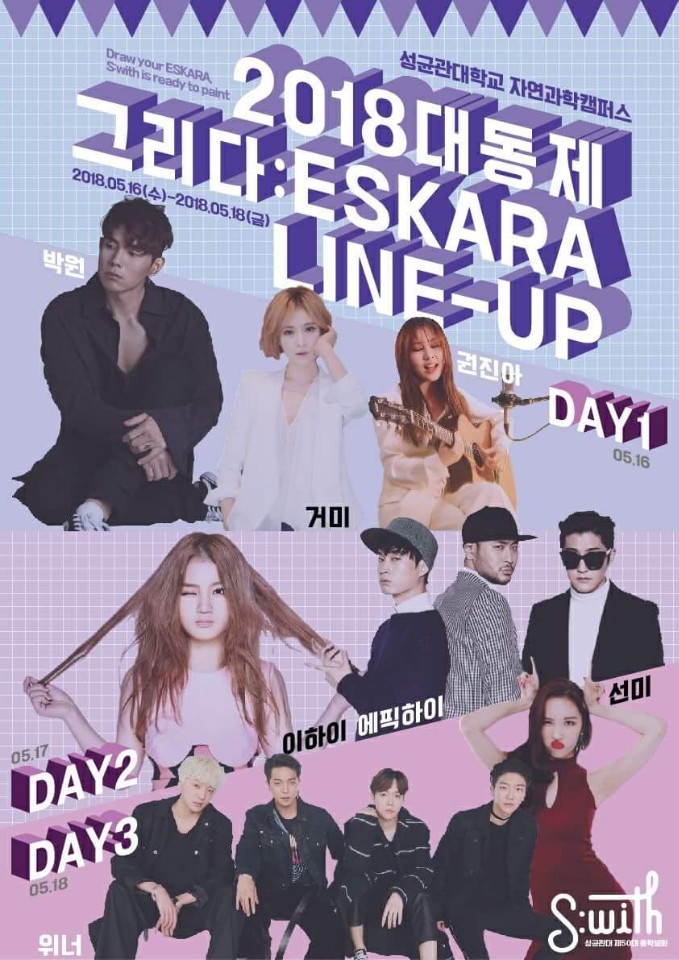 Draw your ESKARA,
S:with is ready to paint
성균관대학교 자연과학캠퍼스
2018대동제
그리다:ESKARA
LINE-UP
2018.05.16(수)-2018.05.18(금)
박원
거미
권진아
DAY1
05.16
이하이
에픽하이
선미
05.17
DAY2
DAY3
05.18
위너
S:with
성균관대 제50대 총학생회